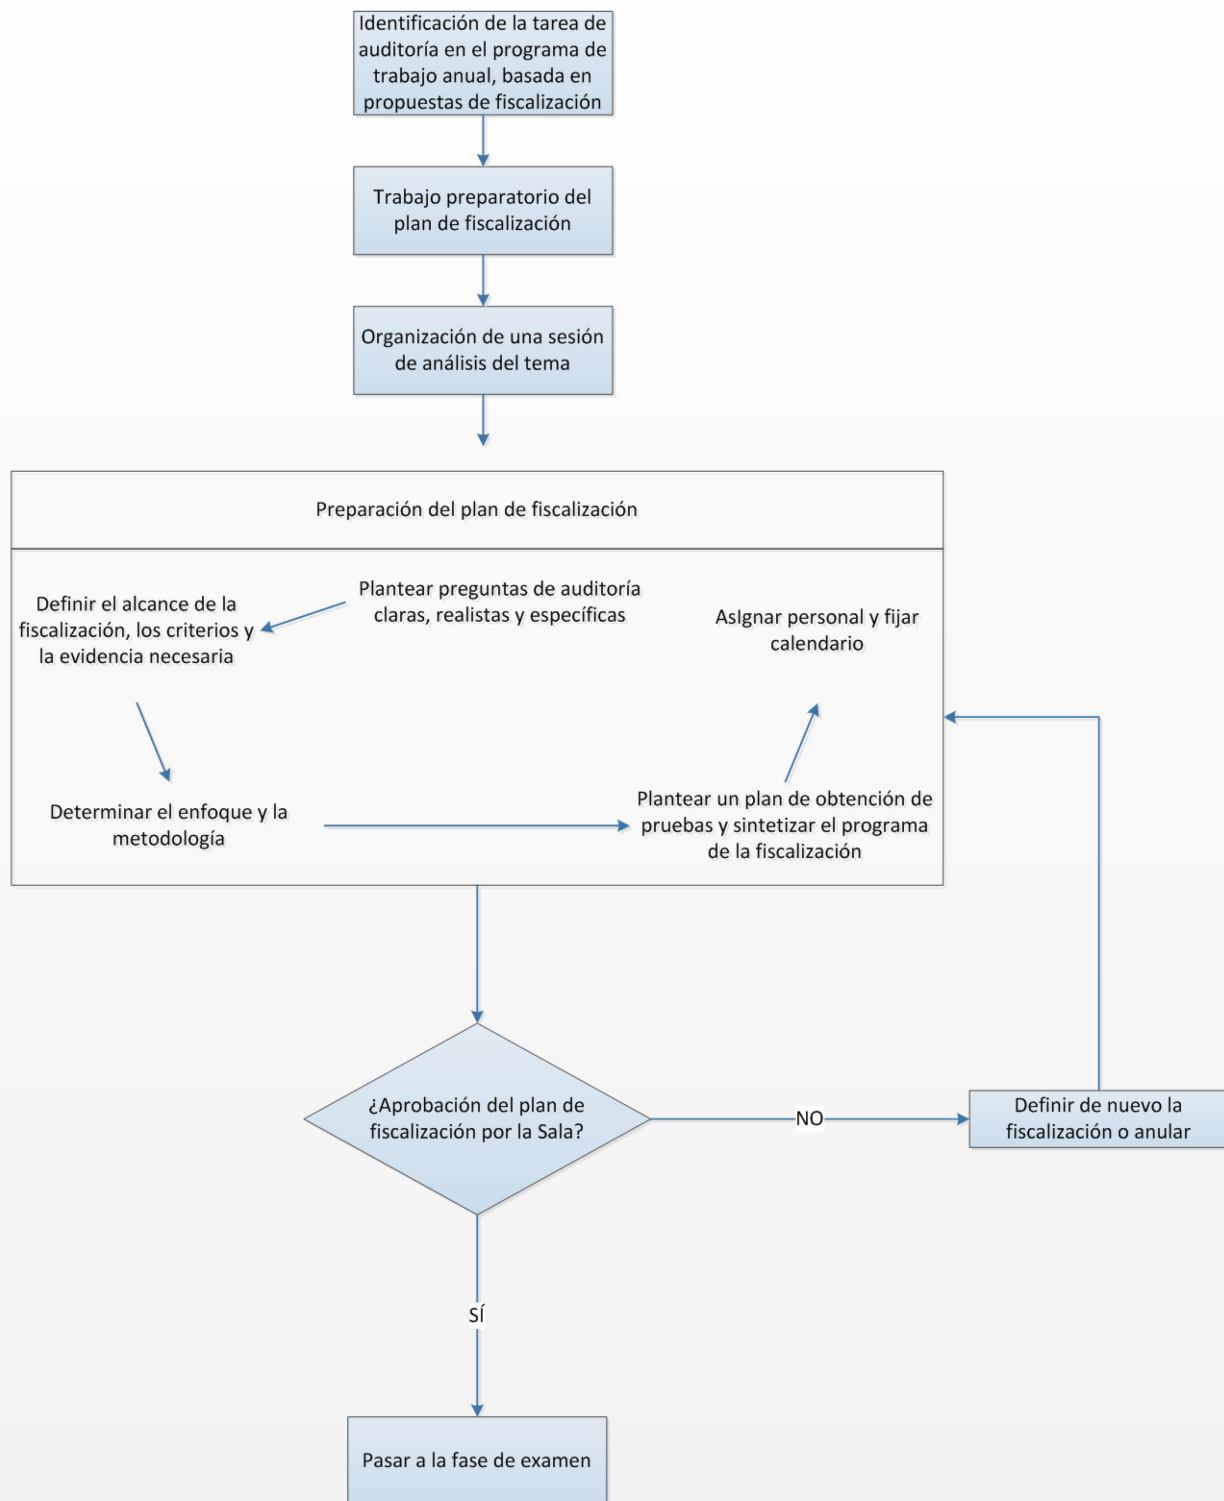 Identificación de la tarea de
auditoría en el programa de
trabajo anual, basada en
propuestas de fiscalización
Trabajo preparatorio del
plan de fiscalización
Organización de una sesión
de análisis del tema
Preparación del plan de fiscalización
Plantear preguntas de auditoría
claras, realistas y específicas
Definir el alcance de la
fiscalización, los criterios y
la evidencia necesaria
AsIgnar personal y fijar
calendario
Determinar el enfoque y la
metodología
Plantear un plan de obtención de
pruebas y sintetizar el programa
de la fiscalización
¿Aprobación del plan de
fiscalización por la Sala?
NO
Definir de nuevo la
fiscalización o anular
SÍ
Pasar a la fase de examen